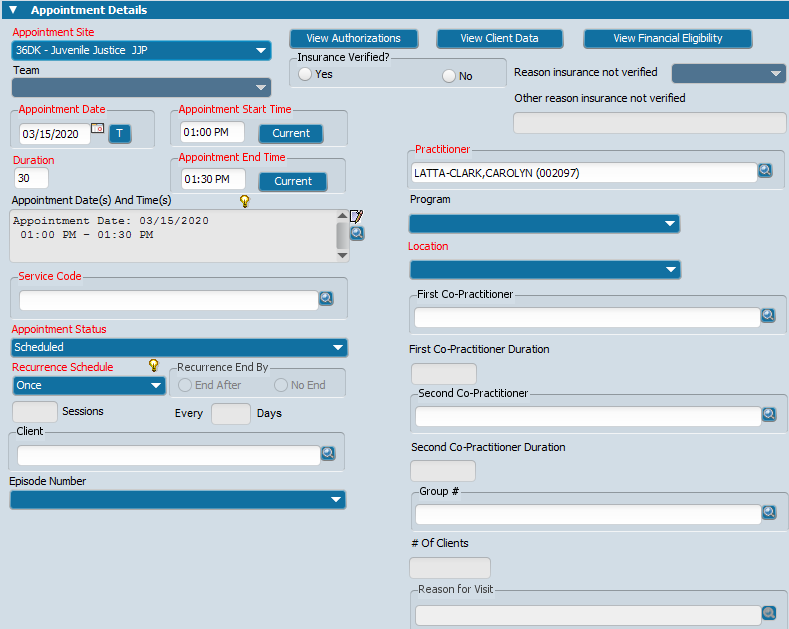 Appointment Details
Appointment Site
36DK - Juvenile Justice JJP
Team
Appointment Date
03/15/2020
T
Appointment Start Time
01:00 PM
Current
Duration
30
Appointment End Time
01:30 PM
Current
Appointment Date(s) And Time(s)
Appointment Date: 03/15/2020
01:00 PM - 01:30 PM
Service Code
Appointment Status
Scheduled
Recurrence Schedule
Once
Recurrence End By
End After
No End
Sessions
Every
Days
Client
Episode Number
View Authorizations
View Client Data
View Financial Eligibility
Insurance Verified?
Yes
No
Reason insurance not verified
Other reason insurance not verified
Practitioner
LATTA-CLARK,CAROLYN (002097)
Program
Location
First Co-Practitioner
First Co-Practitioner Duration
Second Co-Practitioner
Second Co-Practitioner Duration
Group #
# Of Clients
Reason for Visit